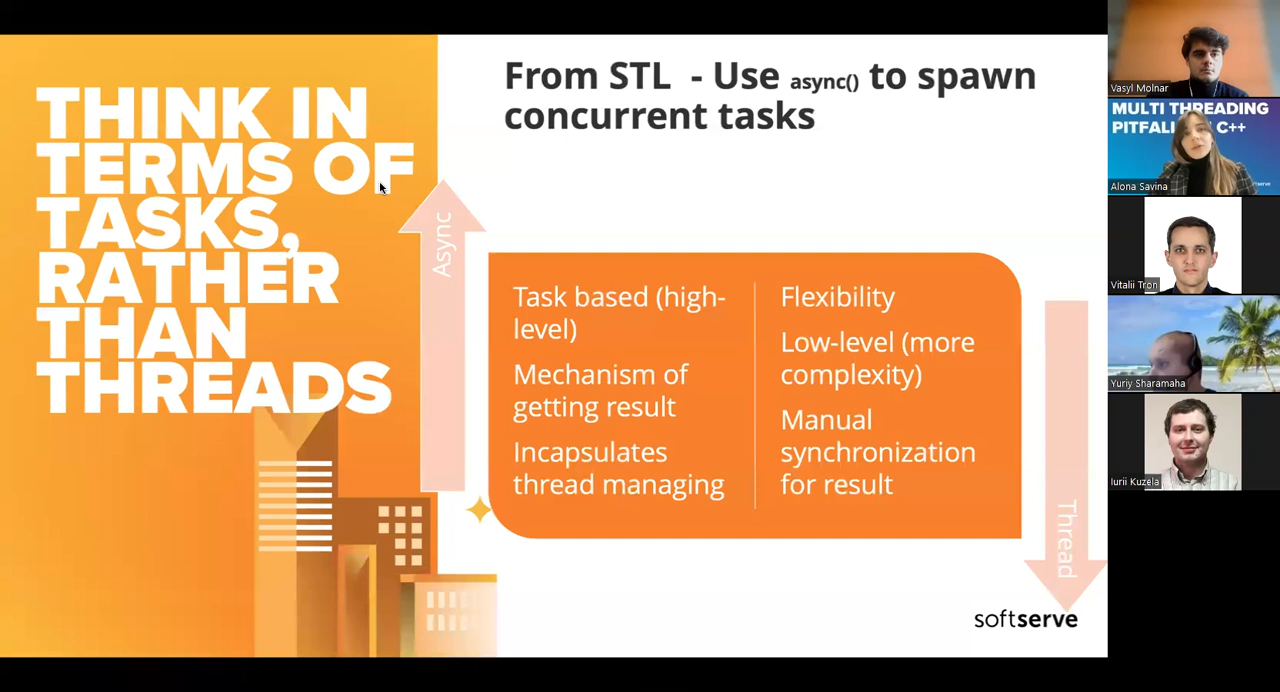 THINK IN
TERMS OF
TASKS,
RATHER
THAN
THREADS
From STL - Use async() to spawn
concurrent tasks
Async
Task based (high-
level)
Mechanism of
getting result
Incapsulates
thread managing
Flexibility
Low-level (more
complexity)
Manual
synchronization
for result
Thread
softserve
Vasyl Molnar
MULTI THREADING
PITFAL C++
Alona Savina
Vitalii Tron
Yuriy Sharamaha
Iurii Kuzela